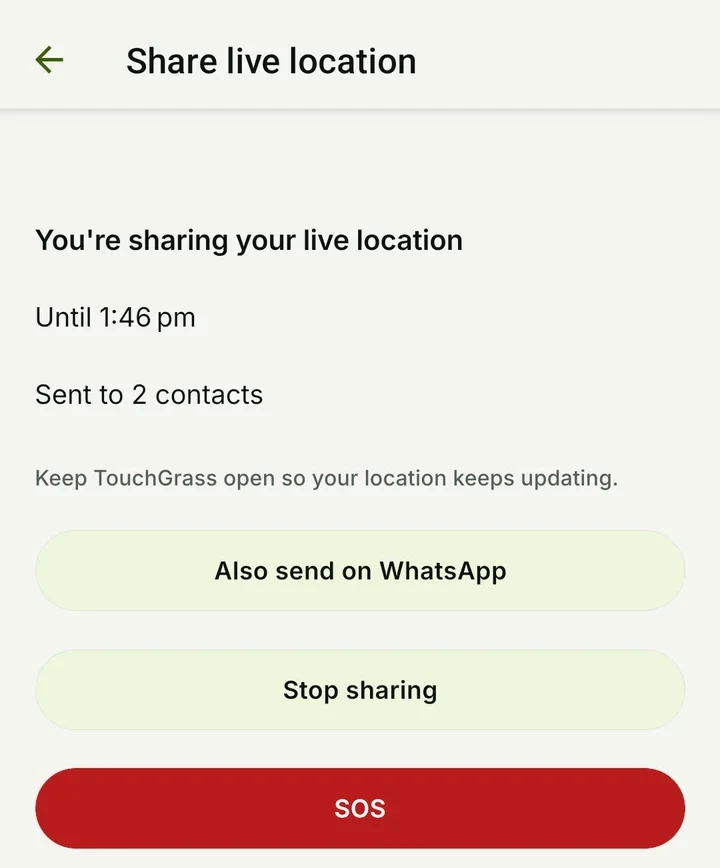 Share live location
You're sharing your live location
Until 1:46 pm
Sent to 2 contacts
Keep TouchGrass open so your location keeps updating.
Also send on WhatsApp
Stop sharing
SOS